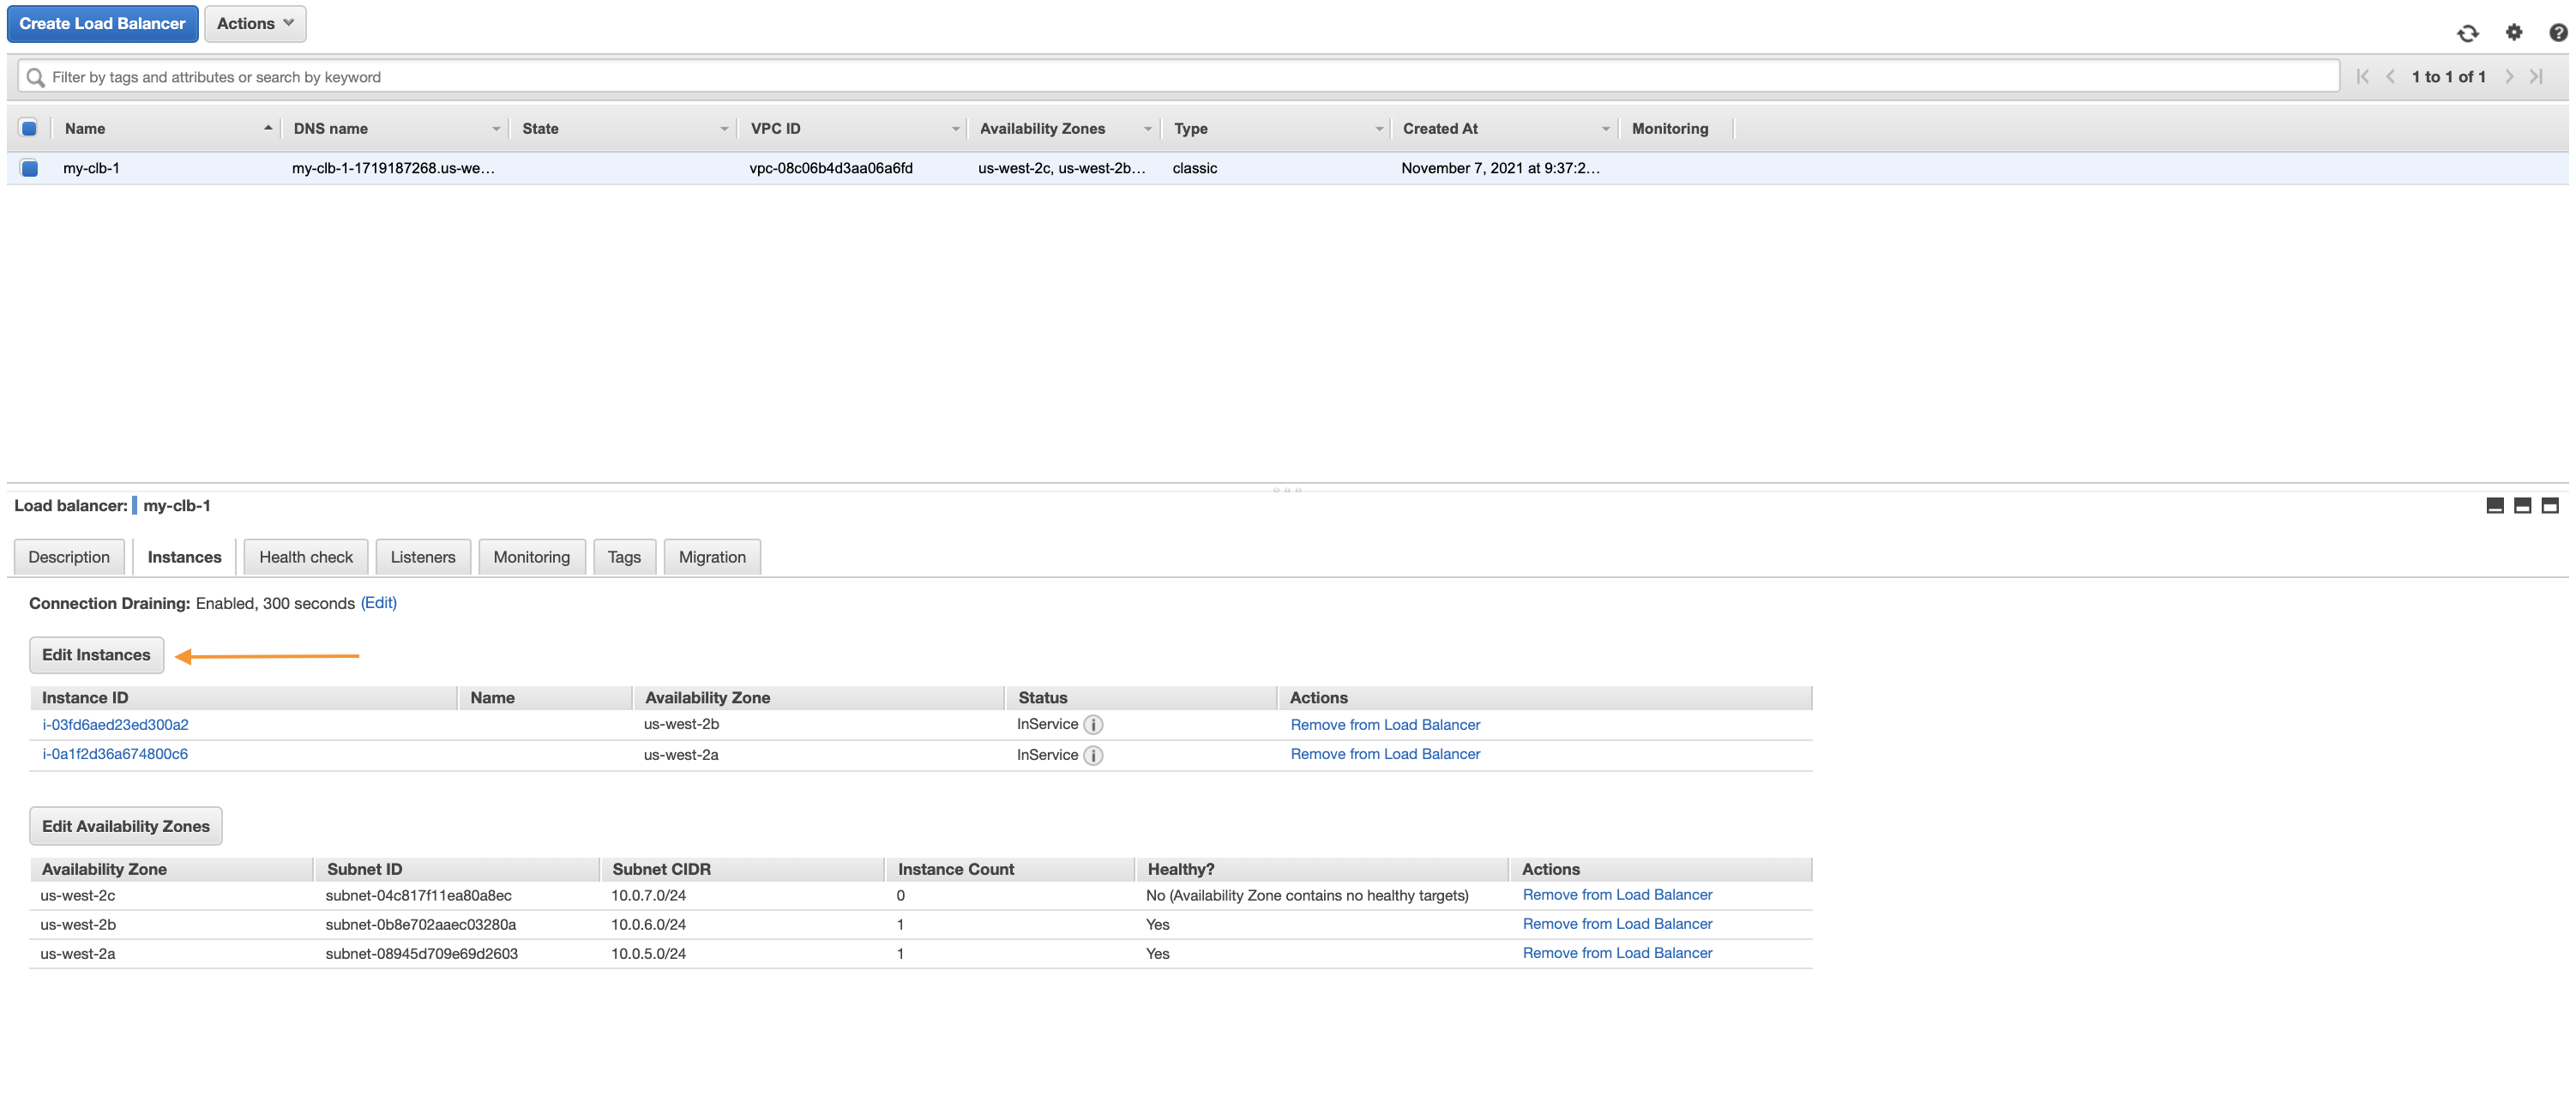 Create Load Balancer Actions
Filter by tags and attributes or search by keyword 1 to 1 of 1
Name DNS name State VPC ID Availability Zones Type Created At Monitoring
my-clb-1 my-clb-1-1719187268.us-we... vpc-08c06b4d3aa06a6fd us-west-2c, us-west-2b... classic November 7, 2021 at 9:37:2...
Load balancer: my-clb-1
Description Instances Health check Listeners Monitoring Tags Migration
Connection Draining: Enabled, 300 seconds (Edit)
Edit Instances
Instance ID Name Availability Zone Status Actions
i-03fd6aed23ed300a2 us-west-2b InService i Remove from Load Balancer
i-0a1f2d36a674800c6 us-west-2a InService i Remove from Load Balancer
Edit Availability Zones
Availability Zone Subnet ID Subnet CIDR Instance Count Healthy? Actions
us-west-2c subnet-04c817f11ea80a8ec 10.0.7.0/24 0 No (Availability Zone contains no healthy targets) Remove from Load Balancer
us-west-2b subnet-0b8e702aaec03280a 10.0.6.0/24 1 Yes Remove from Load Balancer
us-west-2a subnet-08945d709e69d2603 10.0.5.0/24 1 Yes Remove from Load Balancer